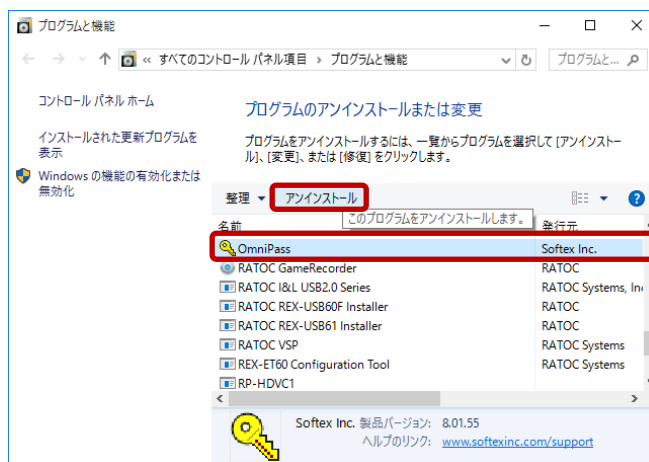 プログラムと機能
« すべてのコントロール パネル項目 › プログラムと機能
プログラムと...
コントロール パネル ホーム
インストールされた更新プログラムを
表示
Windows の機能の有効化または
無効化
プログラムのアンインストールまたは変更
プログラムをアンインストールするには、一覧からプログラムを選択して [アンインストー
ル]、[変更]、または [修復] をクリックします。
整理 アンインストール
このプログラムをアンインストールします。
名前 発行元
OmniPass Softex Inc.
RATOC GameRecorder RATOC
RATOC I&L USB2.0 Series RATOC Systems, Inc
RATOC REX-USB60F Installer RATOC
RATOC REX-USB61 Installer RATOC
RATOC VSP RATOC Systems
REX-ET60 Configuration Tool RATOC Systems
RP-HDVC1
Softex Inc. 製品バージョン: 8.01.55
ヘルプのリンク: www.softexinc.com/support